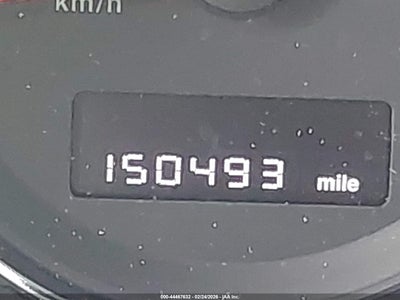 km/h
150493 mile
000-44467632 - 02/24/2026 - IAA Inc.